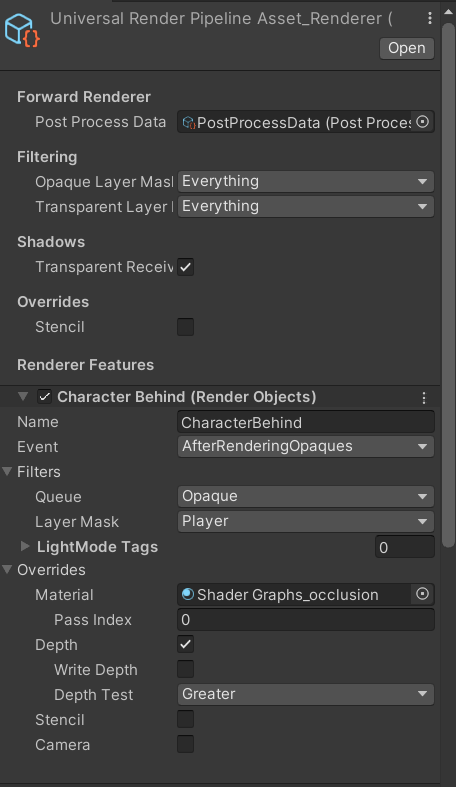 Universal Render Pipeline Asset_Renderer (
Open
Forward Renderer
Post Process Data PostProcessData (Post Proces
Filtering
Opaque Layer Mas Everything
Transparent Layer Everything
Shadows
Transparent Receiv
Overrides
Stencil
Renderer Features
Character Behind (Render Objects)
Name CharacterBehind
Event AfterRenderingOpaques
Filters
Queue Opaque
Layer Mask Player
LightMode Tags 0
Overrides
Material Shader Graphs_occlusion
Pass Index 0
Depth
Write Depth
Depth Test Greater
Stencil
Camera